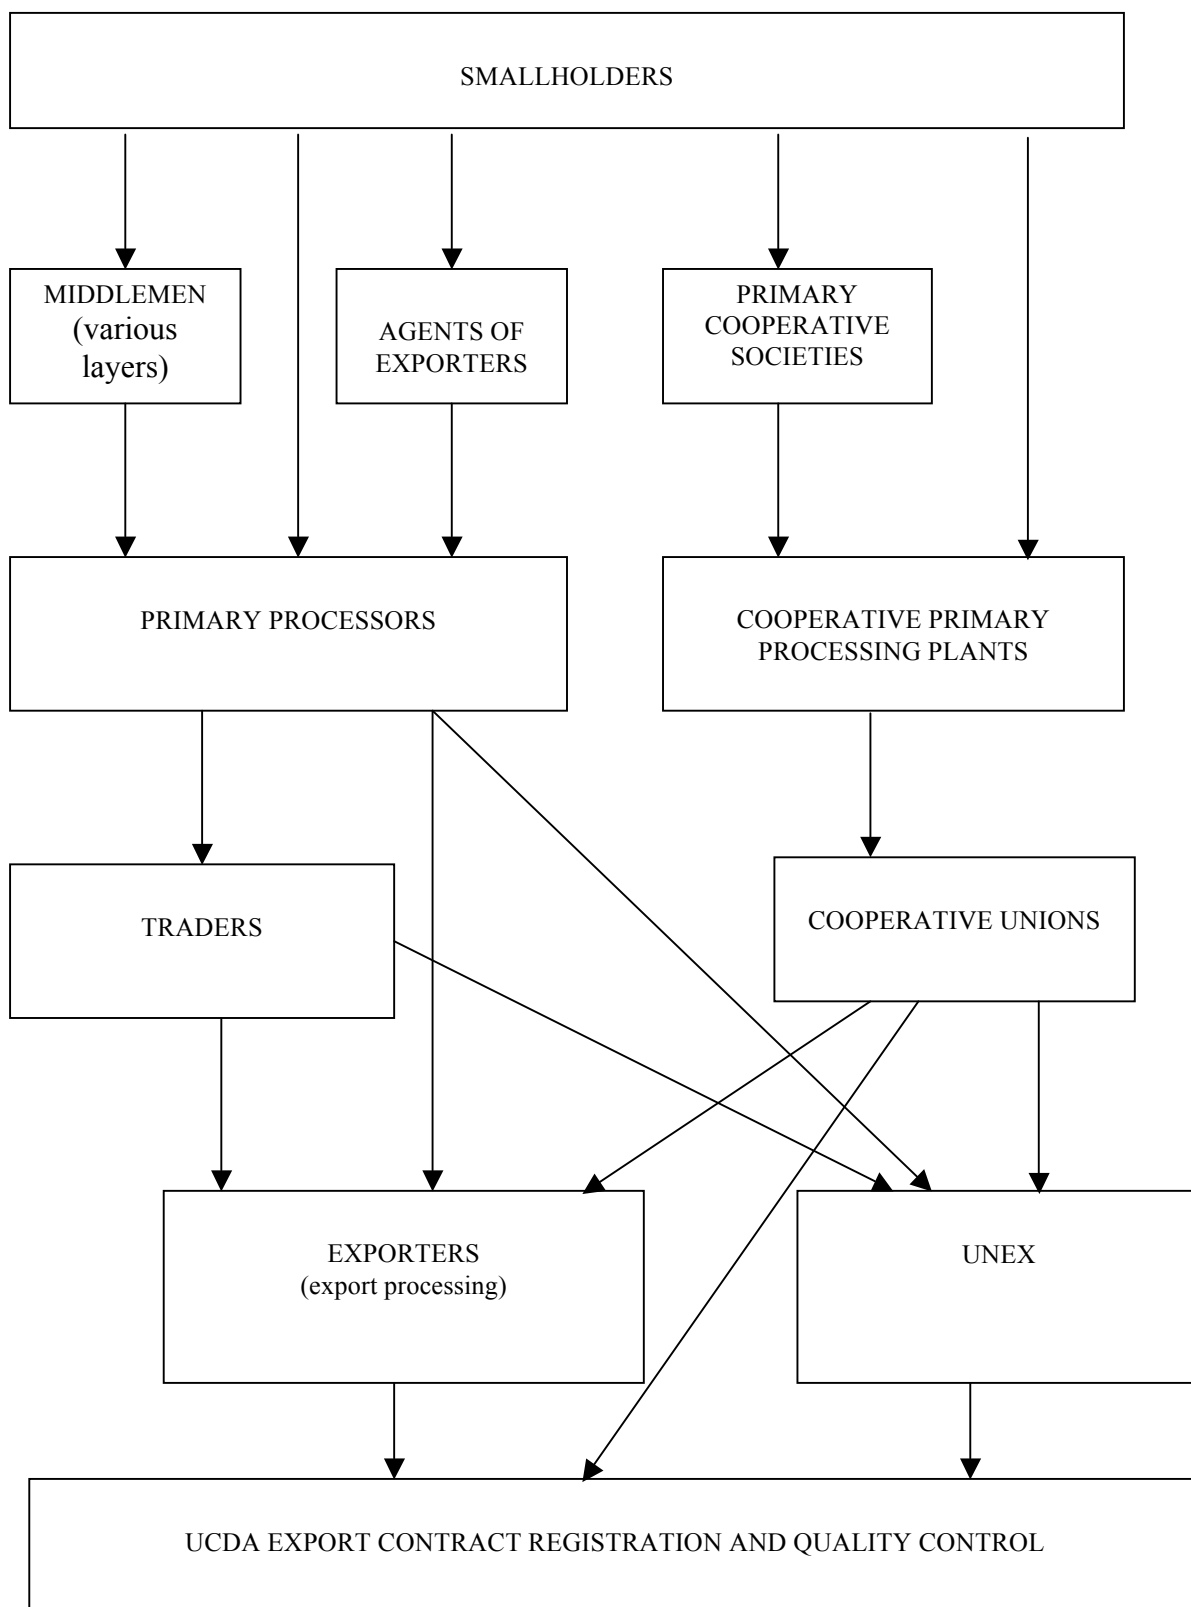 SMALLHOLDERS
MIDDLEMEN
(various
layers)
AGENTS OF
EXPORTERS
PRIMARY
COOPERATIVE
SOCIETIES
PRIMARY PROCESSORS
COOPERATIVE PRIMARY
PROCESSING PLANTS
TRADERS
COOPERATIVE UNIONS
EXPORTERS
(export processing)
UNEX
UCDA EXPORT CONTRACT REGISTRATION AND QUALITY CONTROL